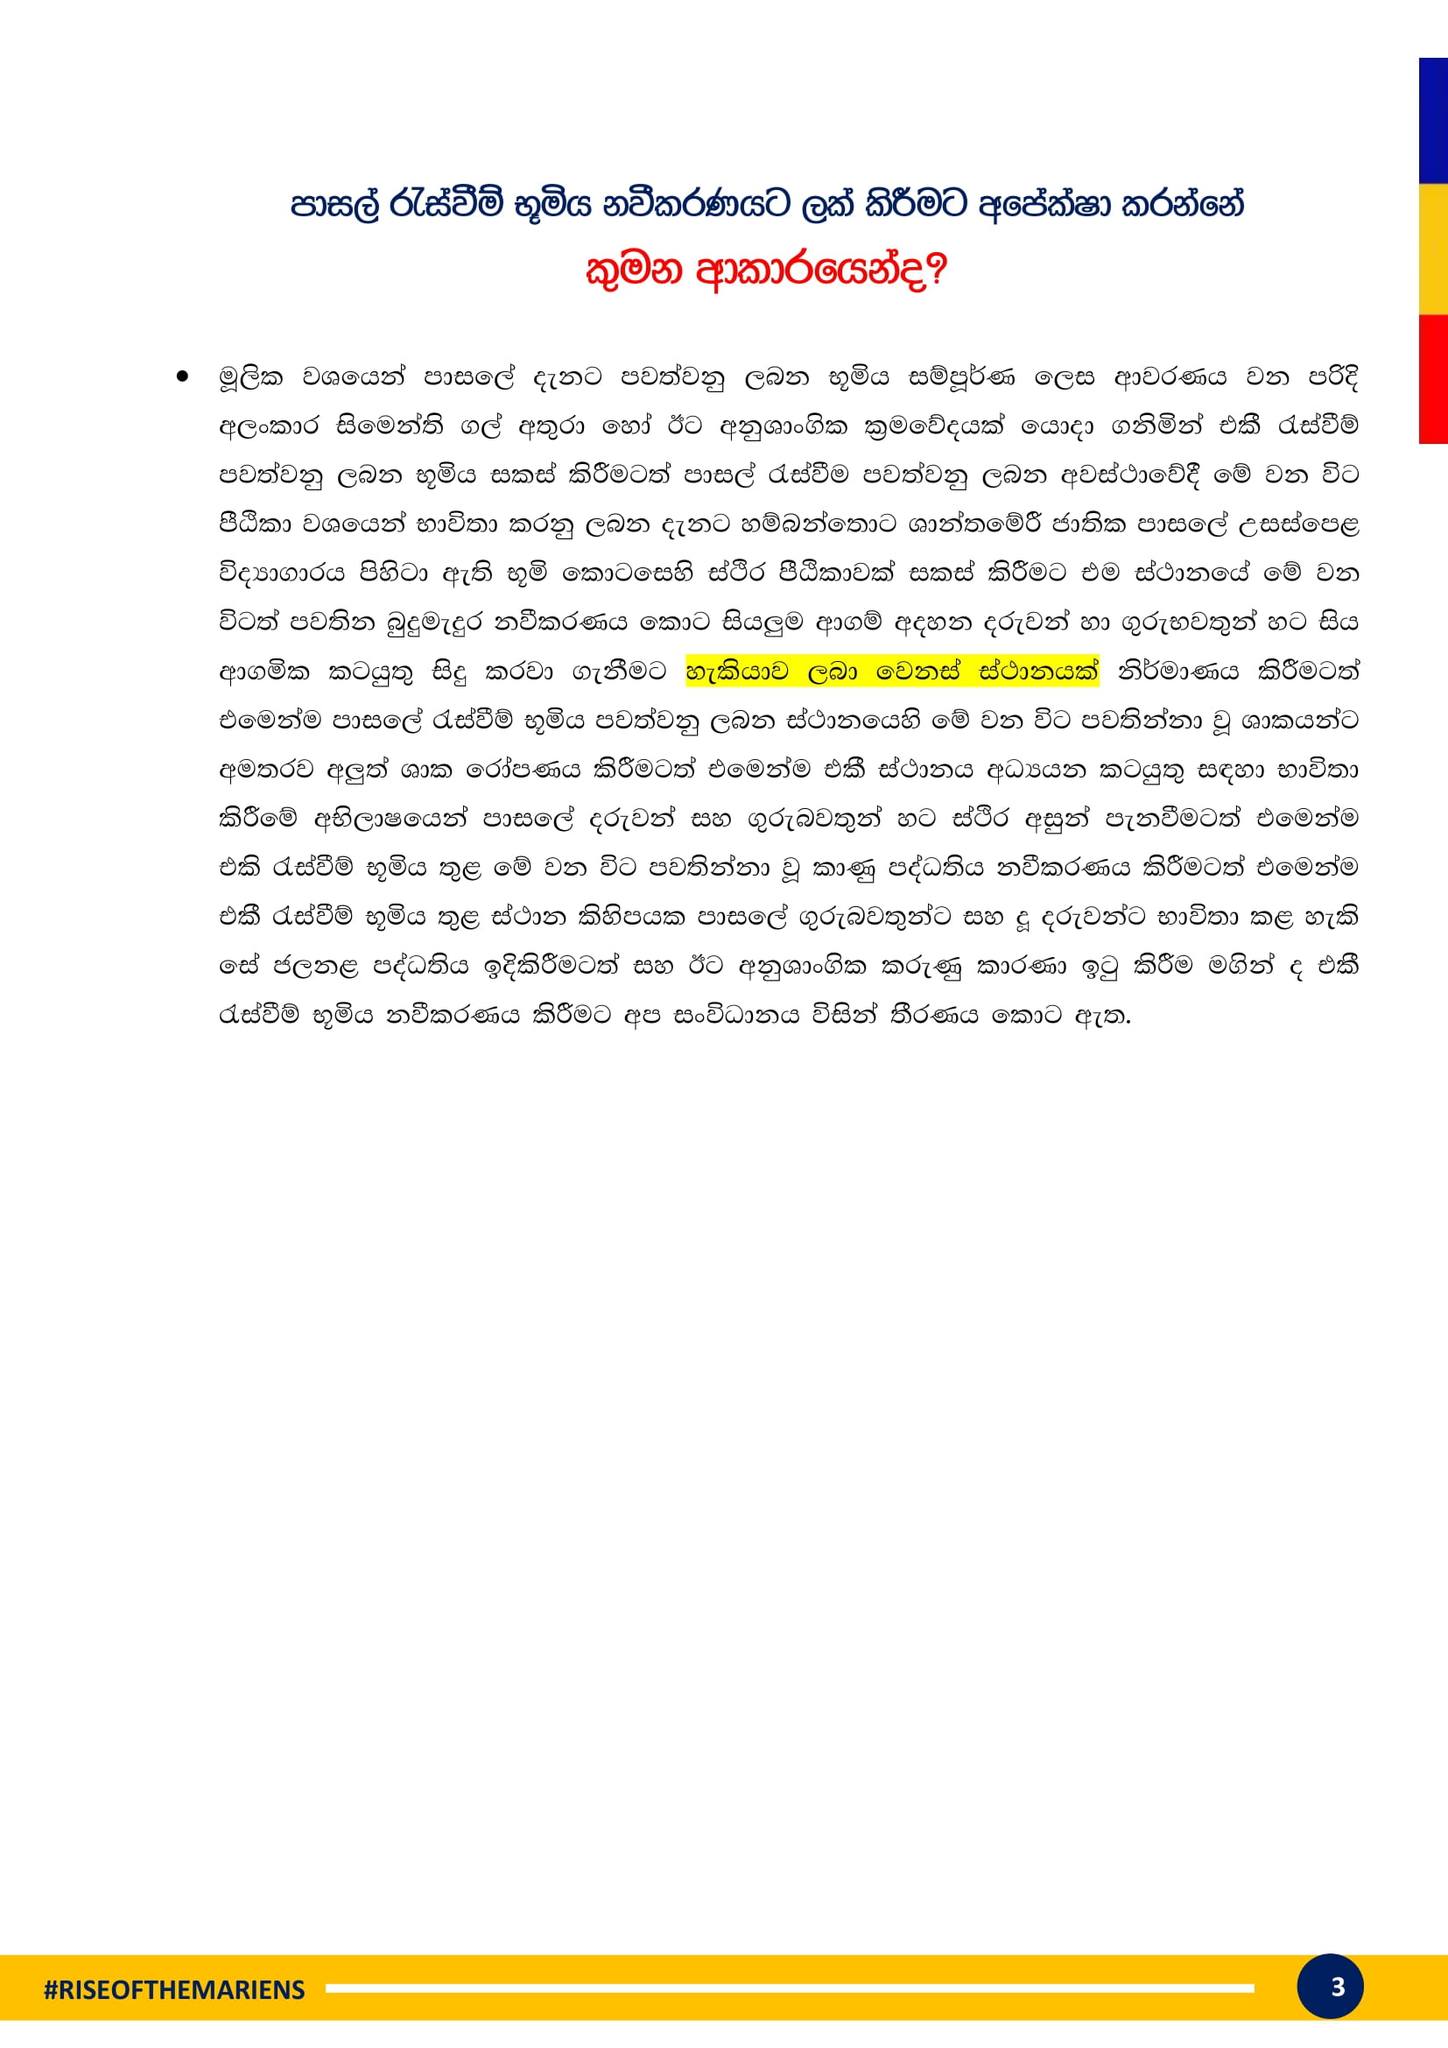 පාසල් රැස්වීම් භූමිය නවීකරණයට ලක් කිරීමට අපේක්ෂා කරන්නේ
කුමන ආකාරයෙන්ද?
● මූලික වශයෙන් පාසලේ දැනට පවත්වනු ලබන භූමිය සම්පූර්ණ ලෙස ආවරණය වන පරිදි
අලංකාර සිමෙන්ති ගල් අතුරා හෝ ඊට අනුශාංගික ක්‍රමවේදයක් යොදා ගනිමින් එකී රැස්වීම්
පවත්වනු ලබන භූමිය සකස් කිරීමටත් පාසල් රැස්වීම පවත්වනු ලබන අවස්ථාවේදී මේ වන විට
පීඨිකා වශයෙන් භාවිතා කරනු ලබන දැනට හම්බන්තොට ශාන්තමේරී ජාතික පාසලේ උසස්පෙළ
විද්‍යාගාරය පිහිටා ඇති භූමි කොටසෙහි ස්ථිර පීඨිකාවක් සකස් කිරීමට එම ස්ථානයේ මේ වන
විටත් පවතින බුදුමැදුර නවීකරණය කොට සියලුම ආගම් අදහන දරුවන් හා ගුරුභවතුන් හට සිය
ආගමික කටයුතු සිදු කරවා ගැනීමට හැකියාව ලබා වෙනස් ස්ථානයක් නිර්මාණය කිරීමටත්
එමෙන්ම පාසලේ රැස්වීම් භූමිය පවත්වනු ලබන ස්ථානයෙහි මේ වන විට පවතින්නා වූ ශාකයන්ට
අමතරව අලුත් ශාක රෝපණය කිරීමටත් එමෙන්ම එකී ස්ථානය අධ්‍යයන කටයුතු සඳහා භාවිතා
කිරීමේ අභිලාෂයෙන් පාසලේ දරුවන් සහ ගුරුබවතුන් හට ස්ථිර අසුන් පැනවීමටත් එමෙන්ම
එකි රැස්වීම් භූමිය තුළ මේ වන විට පවතින්නා වූ කාණු පද්ධතිය නවීකරණය කිරීමටත් එමෙන්ම
එකී රැස්වීම් භූමිය තුළ ස්ථාන කිහිපයක පාසලේ ගුරුබවතුන්ට සහ දූ දරුවන්ට භාවිතා කළ හැකි
සේ ජලනළ පද්ධතිය ඉදිකිරීමටත් සහ ඊට අනුශාංගික කරුණු කාරණා ඉටු කිරීම මගින් ද එකී
රැස්වීම් භූමිය නවීකරණය කිරීමට අප සංවිධානය විසින් තීරණය කොට ඇත.
#RISEOFTHEMARIENS
3